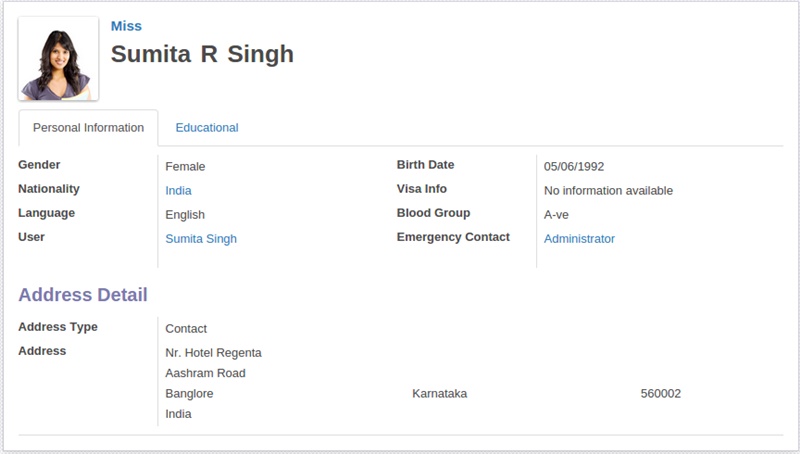 Miss
Sumita R Singh
Personal Information Educational
Gender Female Birth Date 05/06/1992
Nationality India Visa Info No information available
Language English Blood Group A-ve
User Sumita Singh Emergency Contact Administrator
Address Detail
Address Type Contact
Address Nr. Hotel Regenta
Aashram Road
Banglore Karnataka 560002
India